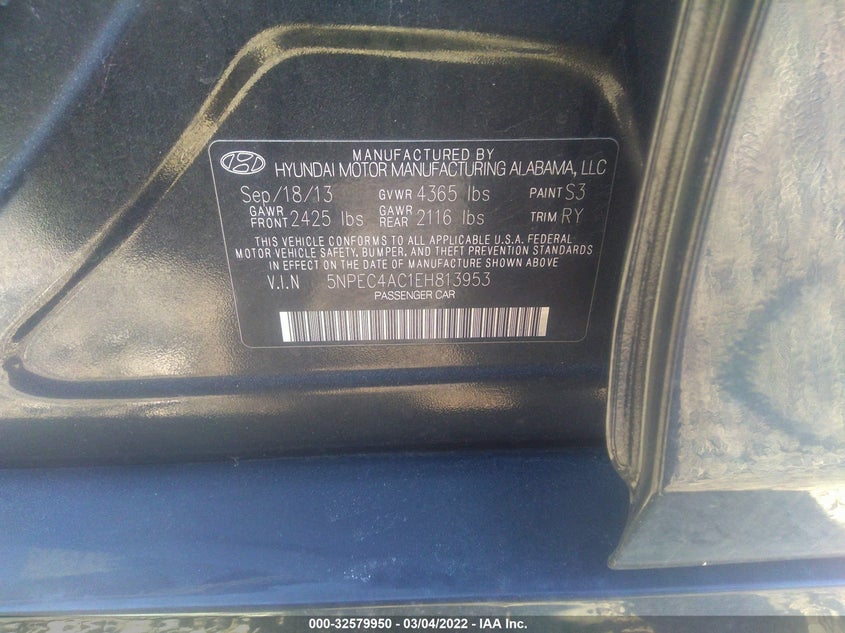 MANUFACTURED BY
HYUNDAI MOTOR MANUFACTURING ALABAMA, LLC
Sep/18/13 GVWR 4365 lbs PAINT S3
GAWR FRONT 2425 lbs GAWR REAR 2116 lbs TRIM RY
THIS VEHICLE CONFORMS TO ALL APPLICABLE U.S.A. FEDERAL
MOTOR VEHICLE SAFETY, BUMPER, AND THEFT PREVENTION STANDARDS
IN EFFECT ON THE DATE OF MANUFACTURE SHOWN ABOVE
V.I.N 5NPEC4AC1EH813953
PASSENGER CAR
000-32579950 — 03/04/2022 — IAA Inc.